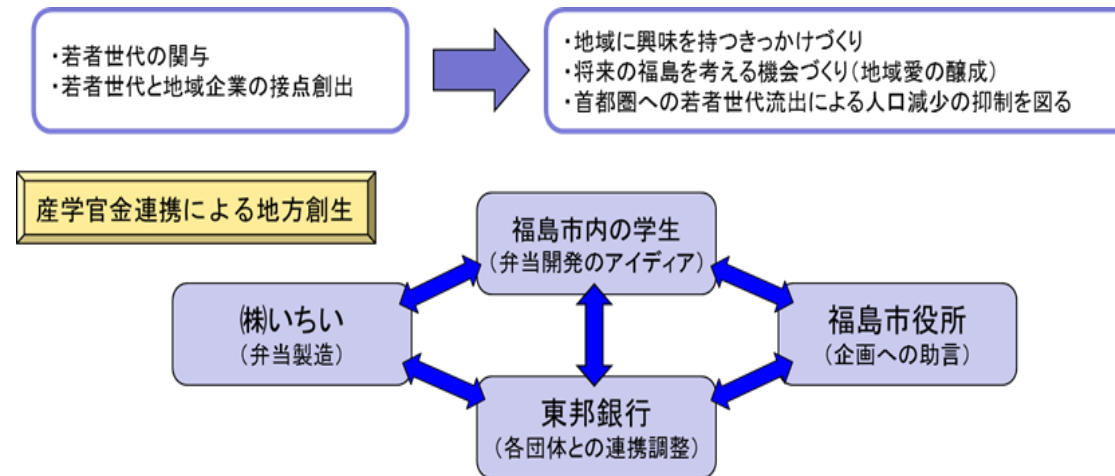 ・若者世代の関与
・若者世代と地域企業の接点創出
・地域に興味を持つきっかけづくり
・将来の福島を考える機会づくり(地域愛の醸成)
・首都圏への若者世代流出による人口減少の抑制を図る
産学官金連携による地方創生
福島市内の学生
(弁当開発のアイディア)
㈱いちい
(弁当製造)
福島市役所
(企画への助言)
東邦銀行
(各団体との連携調整)